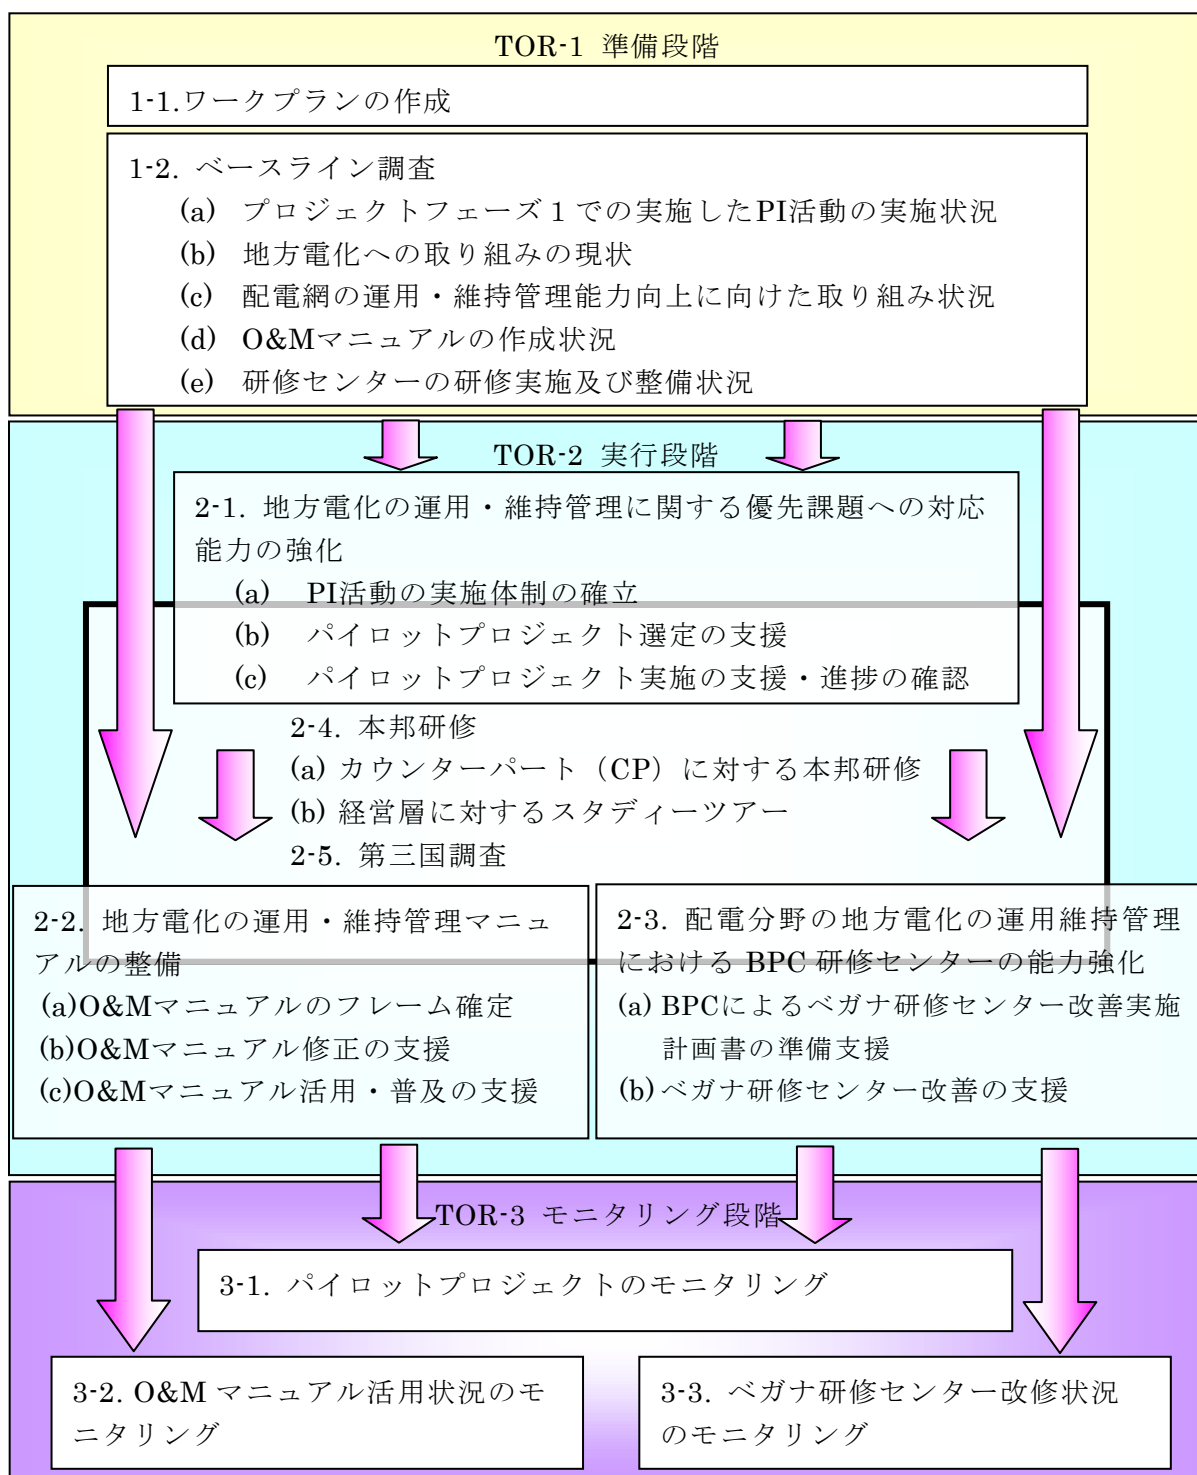 TOR-1 準備段階
1-1.ワークプランの作成
1-2. ベースライン調査
(a) プロジェクトフェーズ１での実施したPI活動の実施状況
(b) 地方電化への取り組みの現状
(c) 配電網の運用・維持管理能力向上に向けた取り組み状況
(d) O&Mマニュアルの作成状況
(e) 研修センターの研修実施及び整備状況
TOR-2 実行段階
2-1. 地方電化の運用・維持管理に関する優先課題への対応
能力の強化
(a) PI活動の実施体制の確立
(b) パイロットプロジェクト選定の支援
(c) パイロットプロジェクト実施の支援・進捗の確認
2-4. 本邦研修
(a) カウンターパート（CP）に対する本邦研修
(b) 経営層に対するスタディーツアー
2-5. 第三国調査
2-2. 地方電化の運用・維持管理マニュ
アルの整備
(a)O&Mマニュアルのフレーム確定
(b)O&Mマニュアル修正の支援
(c)O&Mマニュアル活用・普及の支援
2-3. 配電分野の地方電化の運用維持管理
における BPC 研修センターの能力強化
(a) BPCによるベガナ研修センター改善実施
計画書の準備支援
(b) ベガナ研修センター改善の支援
TOR-3 モニタリング段階
3-1. パイロットプロジェクトのモニタリング
3-2. O&M マニュアル活用状況のモ
ニタリング
3-3. ベガナ研修センター改修状況
のモニタリング